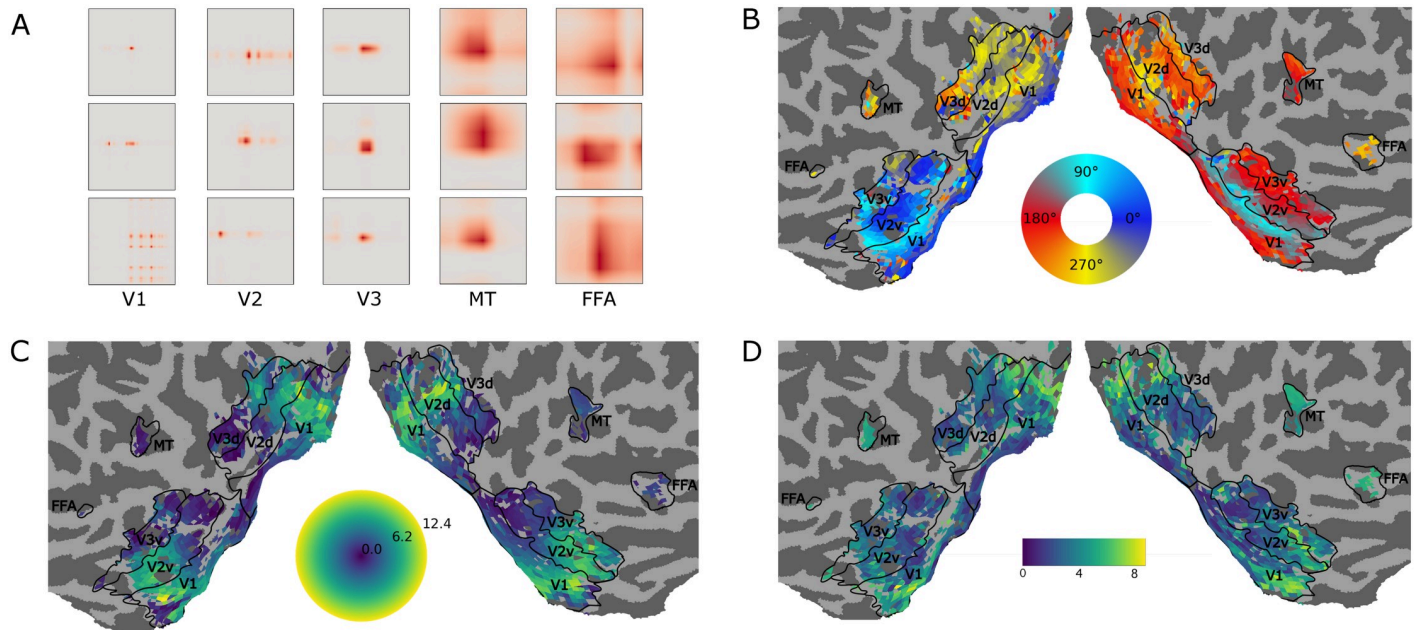 A
V1 V2 V3 MT FFA
B
V3d
V2d
V1
MT
V3d V2d V1
MT
FFA
FFA
90°
180° 0°
270°
V3v
V2v
V1
V3v
V2v
V1
C
V3d
V2d
V1
MT
V3d V2d V1
MT
FFA
FFA
12.4
6.2
0.0
V3v
V2v
V1
V3v
V2v
V1
D
V3d
V2d
V1
MT
V3d V2d V1
MT
FFA
FFA
V3v
V2v
V1
V3v
V2v
V1
0 4 8